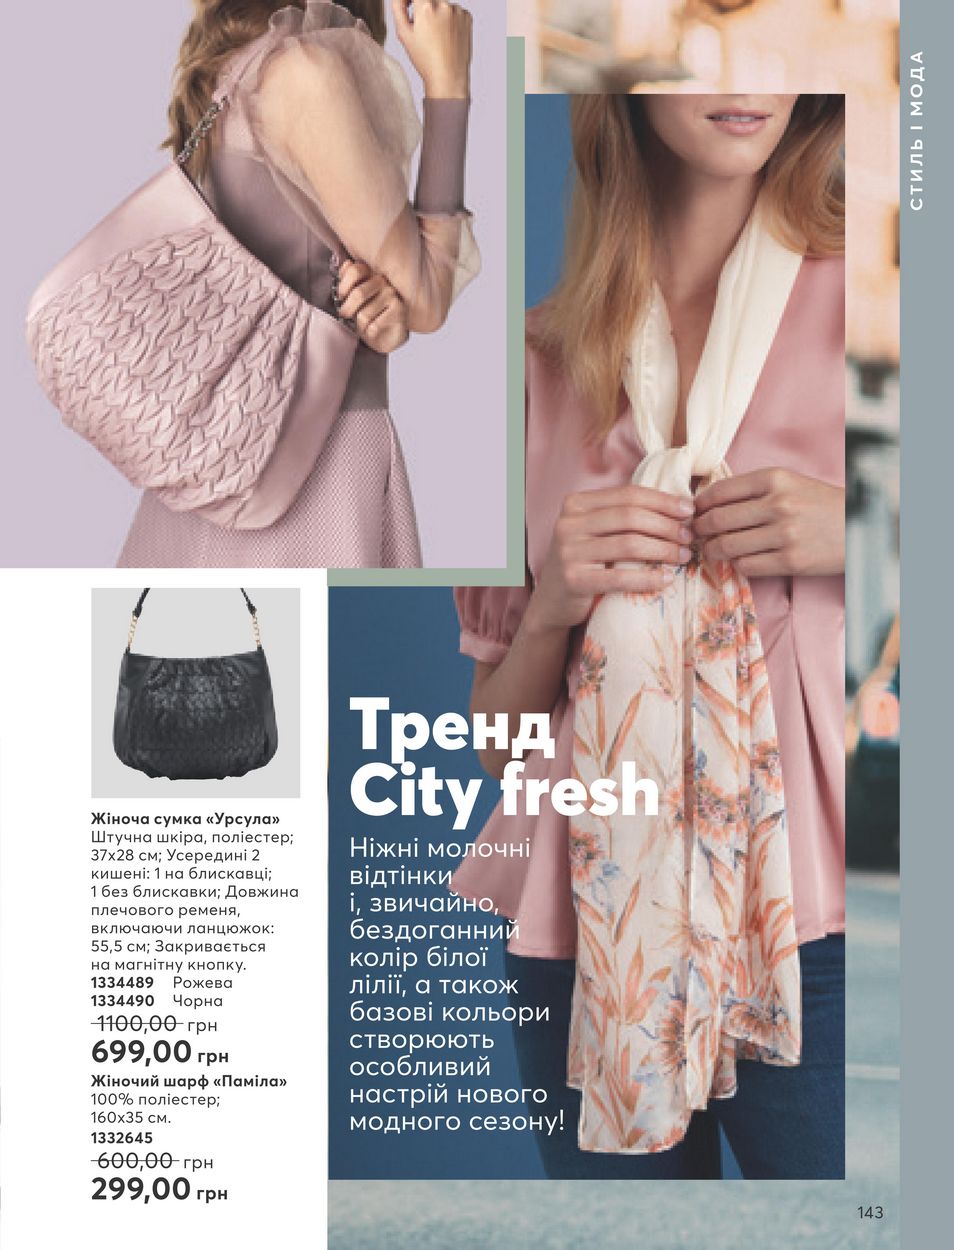 СТИЛЬ І МОДА
Тренд
City fresh
Ніжні молочні
відтінки
і, звичайно,
бездоганний
колір білої
лілії, а також
базові кольори
створюють
особливий
настрій нового
модного сезону!
Жіноча сумка «Урсула»
Штучна шкіра, поліестер;
37х28 см; Усередині 2
кишені: 1 на блискавці;
1 без блискавки; Довжина
плечового ременя,
включаючи ланцюжок:
55,5 см; Закривається
на магнітну кнопку.
1334489 Рожева
1334490 Чорна
1100,00 грн
699,00 грн
Жіночий шарф «Паміла»
100% поліестер;
160х35 см.
1332645
600,00 грн
299,00 грн
143